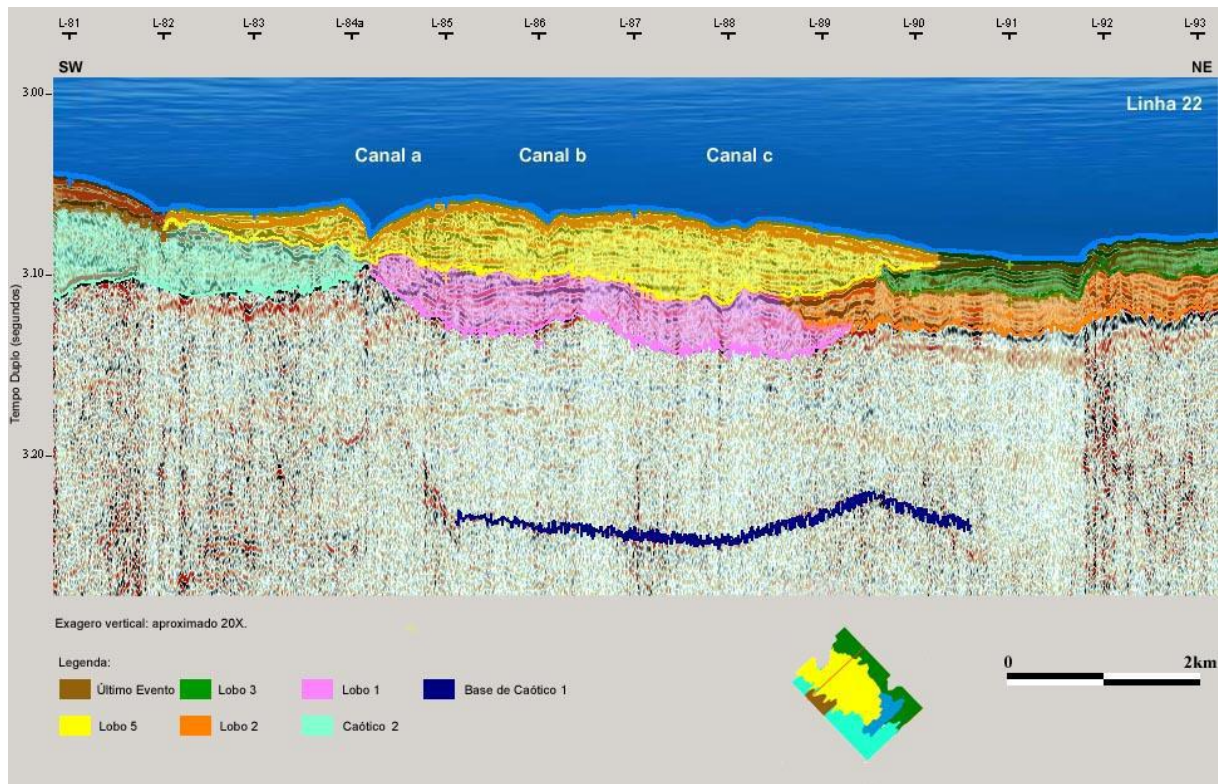 L-81 L-82 L-83 L-84a L-85 L-86 L-87 L-88 L-89 L-90 L-91 L-92 L-93
SW NE
3.00
Linha 22
Canal a Canal b Canal c
3.10
Tempo Duplo (segundos)
3.20
Exagero vertical: aproximado 20X.
Legenda:
0 2km
Último Evento Lobo 3 Lobo 1 Base de Caótico 1
Lobo 5 Lobo 2 Caótico 2